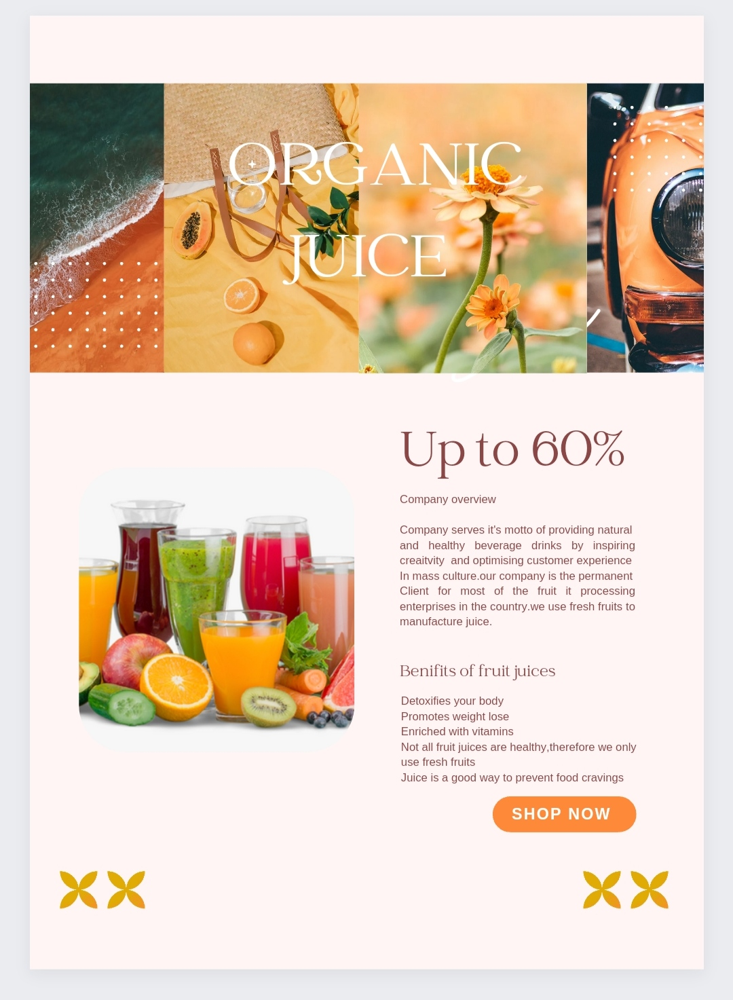 ORGANIC
JUICE
Up to 60%
Company overview
Company serves it's motto of providing natural
and healthy beverage drinks by inspiring
creaitvity  and optimising customer experience
In mass culture.our company is the permanent
Client for most of the fruit it processing
enterprises in the country.we use fresh fruits to
manufacture juice.
Benifits of fruit juices
Detoxifies your body
Promotes weight lose
Enriched with vitamins
Not all fruit juices are healthy,therefore we only
use fresh fruits
Juice is a good way to prevent food cravings
SHOP NOW